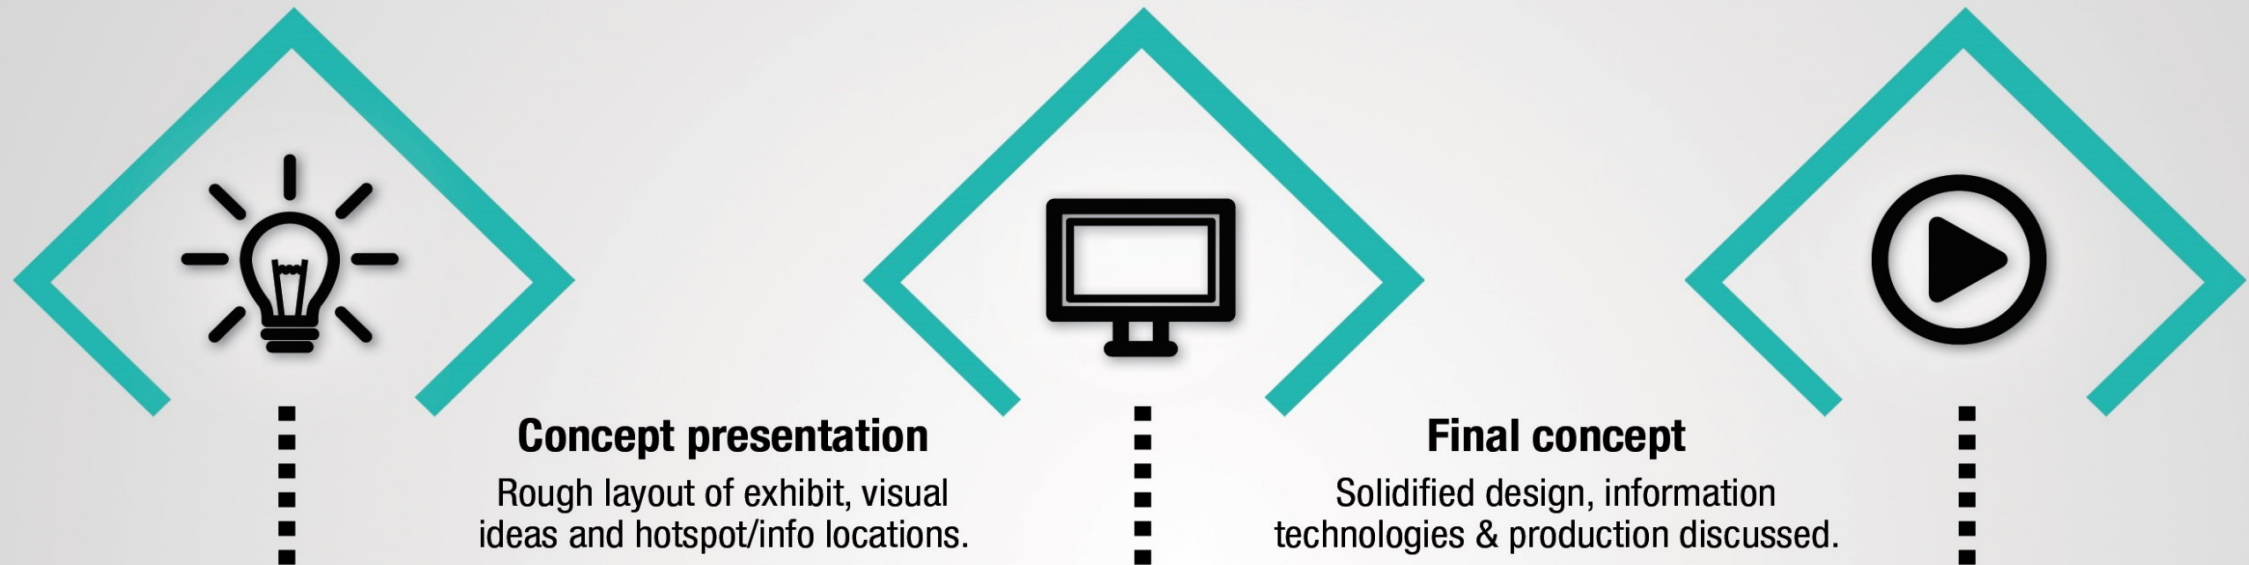 Concept presentation
Rough layout of exhibit, visual
ideas and hotspot/info locations.
Final concept
Solidified design, information
technologies & production discussed.